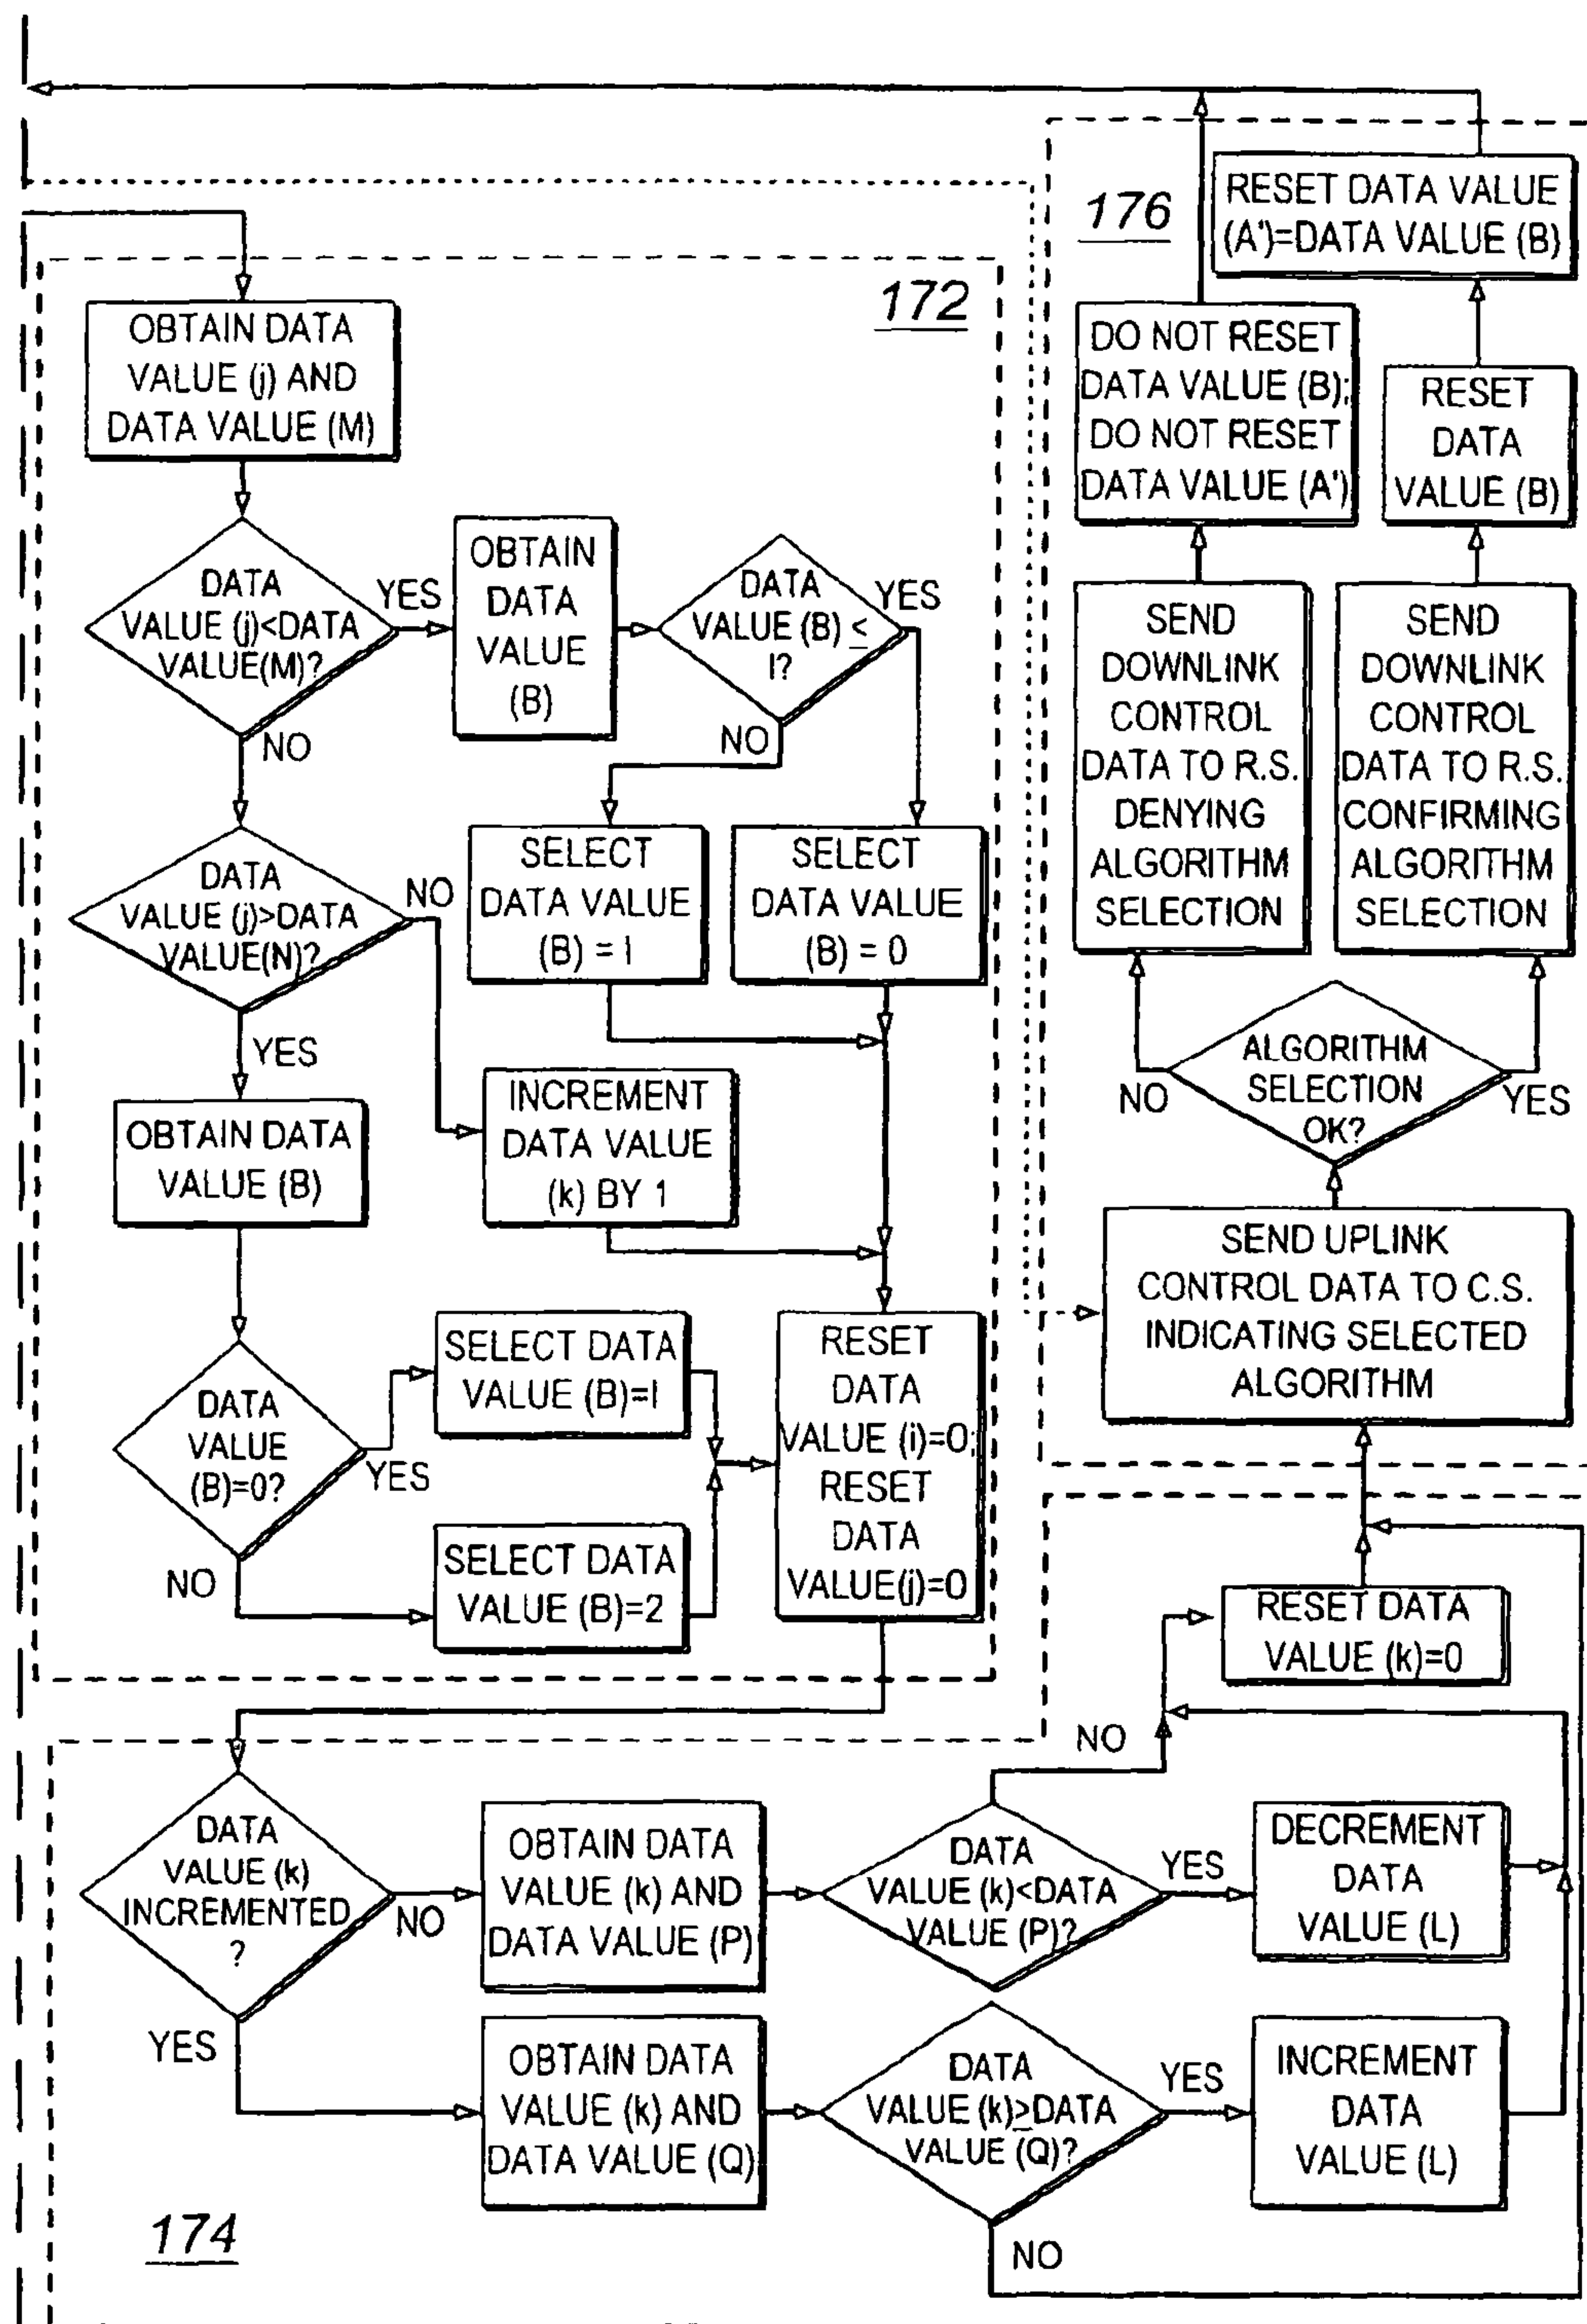 176
RESET DATA VALUE
(A')=DATA VALUE (B)
172
OBTAIN DATA
VALUE (j) AND
DATA VALUE (M)
DO NOT RESET
DATA VALUE (B);
DO NOT RESET
DATA VALUE (A')
RESET
DATA
VALUE (B)
DATA
VALUE (j)<DATA
VALUE(M)?
YES
NO
OBTAIN
DATA
VALUE
(B)
DATA
VALUE (B) ≤
I?
YES
NO
SEND
DOWNLINK
CONTROL
DATA TO R.S.
DENYING
ALGORITHM
SELECTION
SEND
DOWNLINK
CONTROL
DATA TO R.S.
CONFIRMING
ALGORITHM
SELECTION
DATA
VALUE (j)>DATA
VALUE(N)?
NO
YES
SELECT
DATA VALUE
(B) = I
SELECT
DATA VALUE
(B) = 0
ALGORITHM
SELECTION
OK?
NO
YES
OBTAIN DATA
VALUE (B)
INCREMENT
DATA VALUE
(k) BY 1
SEND UPLINK
CONTROL DATA TO C.S.
INDICATING SELECTED
ALGORITHM
DATA
VALUE
(B)=0?
YES
NO
SELECT DATA
VALUE (B)=I
SELECT DATA
VALUE (B)=2
RESET
DATA
VALUE (i)=0;
RESET
DATA
VALUE(j)=0
RESET DATA
VALUE (k)=0
DATA
VALUE (k)
INCREMENTED
?
NO
YES
OBTAIN DATA
VALUE (k) AND
DATA VALUE (P)
DATA
VALUE (k)<DATA
VALUE (P)?
NO
YES
DECREMENT
DATA
VALUE (L)
OBTAIN DATA
VALUE (k) AND
DATA VALUE (Q)
DATA
VALUE (k)≥DATA
VALUE (Q)?
YES
NO
INCREMENT
DATA
VALUE (L)
174